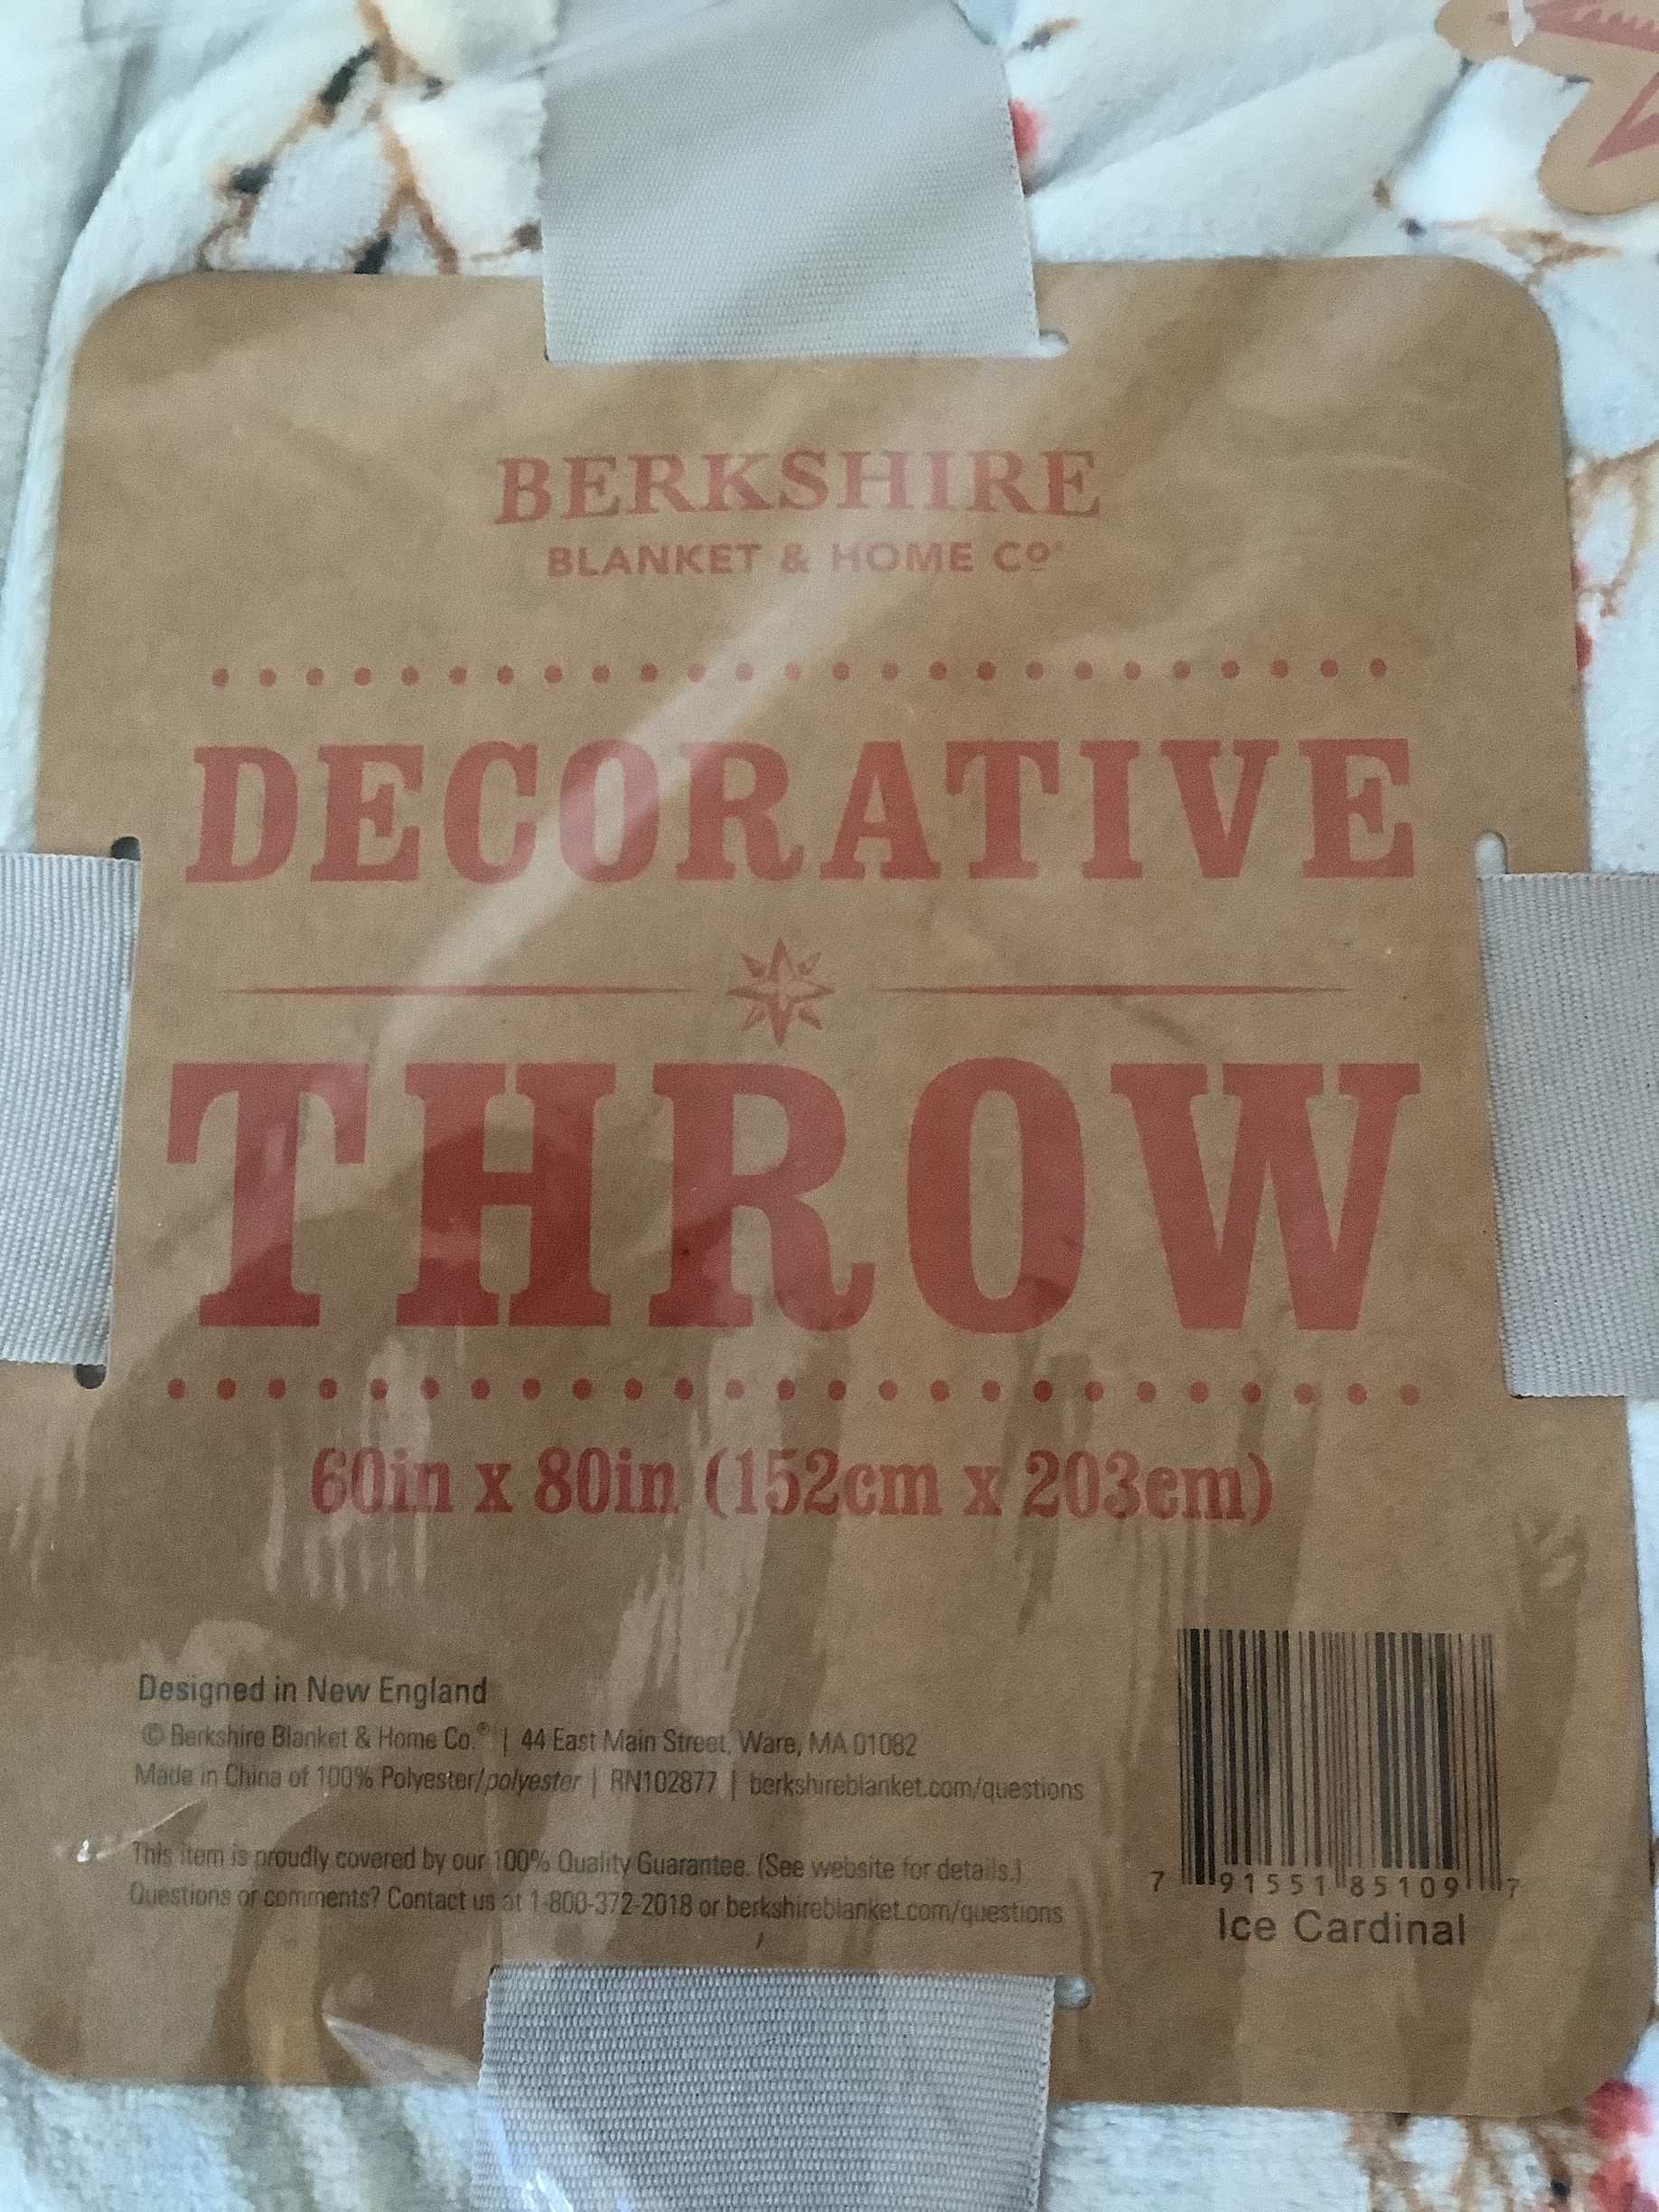 BERKSHIRE
BLANKET & HOME Cº®
DECORATIVE
THROW
60in x 80in (152cm x 203cm)
Designed in New England
© Berkshire Blanket & Home Co.® | 44 East Main Street, Ware, MA 01082
Made in China of 100% Polyester/polyester | RN102877 | berkshireblanket.com/questions
This item is proudly covered by our 100% Quality Guarantee. (See website for details.)
Questions or comments? Contact us at 1-800-372-2018 or berkshireblanket.com/questions
7 91551 85109 7
Ice Cardinal